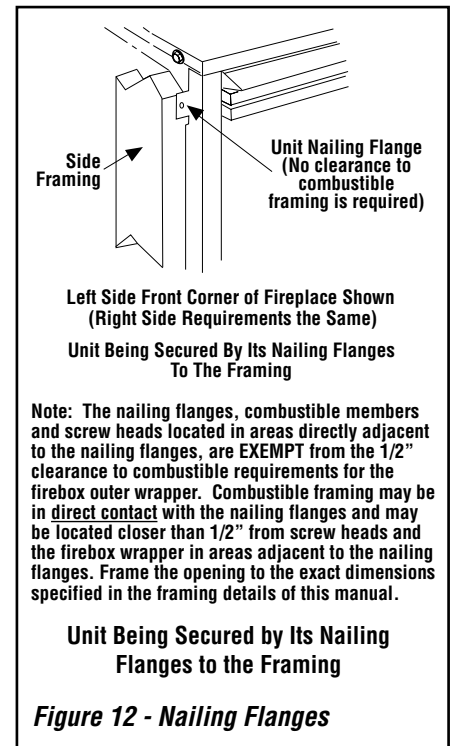 Side
Framing
Unit Nailing Flange
(No clearance to
combustible
framing is required)
Left Side Front Corner of Fireplace Shown
(Right Side Requirements the Same)
Unit Being Secured By Its Nailing Flanges
To The Framing
Note:  The nailing flanges, combustible members
and screw heads located in areas directly adjacent
to the nailing flanges, are EXEMPT from the 1/2”
clearance to combustible requirements for the
firebox outer wrapper.  Combustible framing may be
in direct contact with the nailing flanges and may
be located closer than 1/2” from screw heads and
the firebox wrapper in areas adjacent to the nailing
flanges. Frame the opening to the exact dimensions
specified in the framing details of this manual.
Unit Being Secured by Its Nailing
Flanges to the Framing
Figure 12 - Nailing Flanges